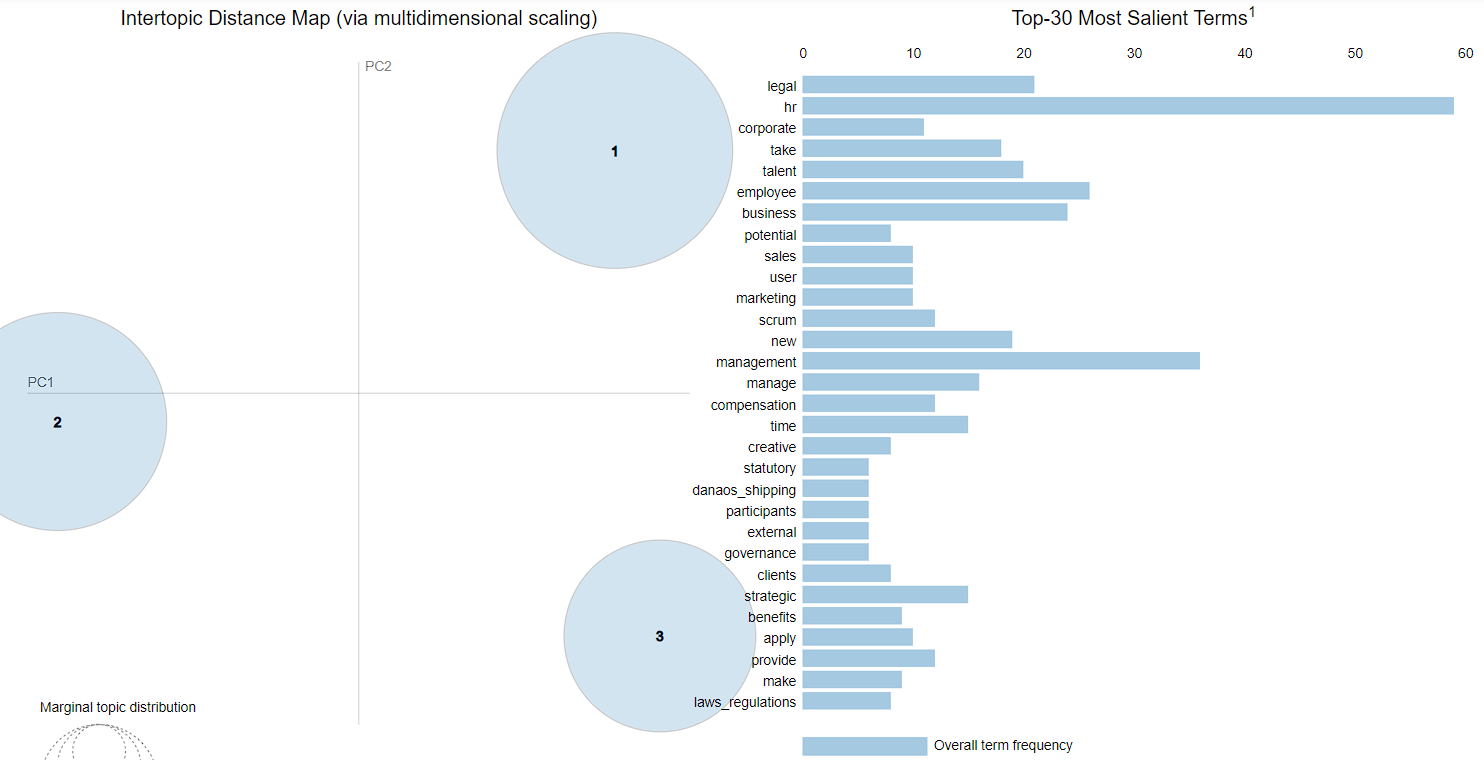 Intertopic Distance Map (via multidimensional scaling)
PC2
PC1
1
2
3
Marginal topic distribution
Top-30 Most Salient Terms1
0 10 20 30 40 50 60
legal
hr
corporate
take
talent
employee
business
potential
sales
user
marketing
scrum
new
management
manage
compensation
time
creative
statutory
danaos_shipping
participants
external
governance
clients
strategic
benefits
apply
provide
make
laws_regulations
Overall term frequency